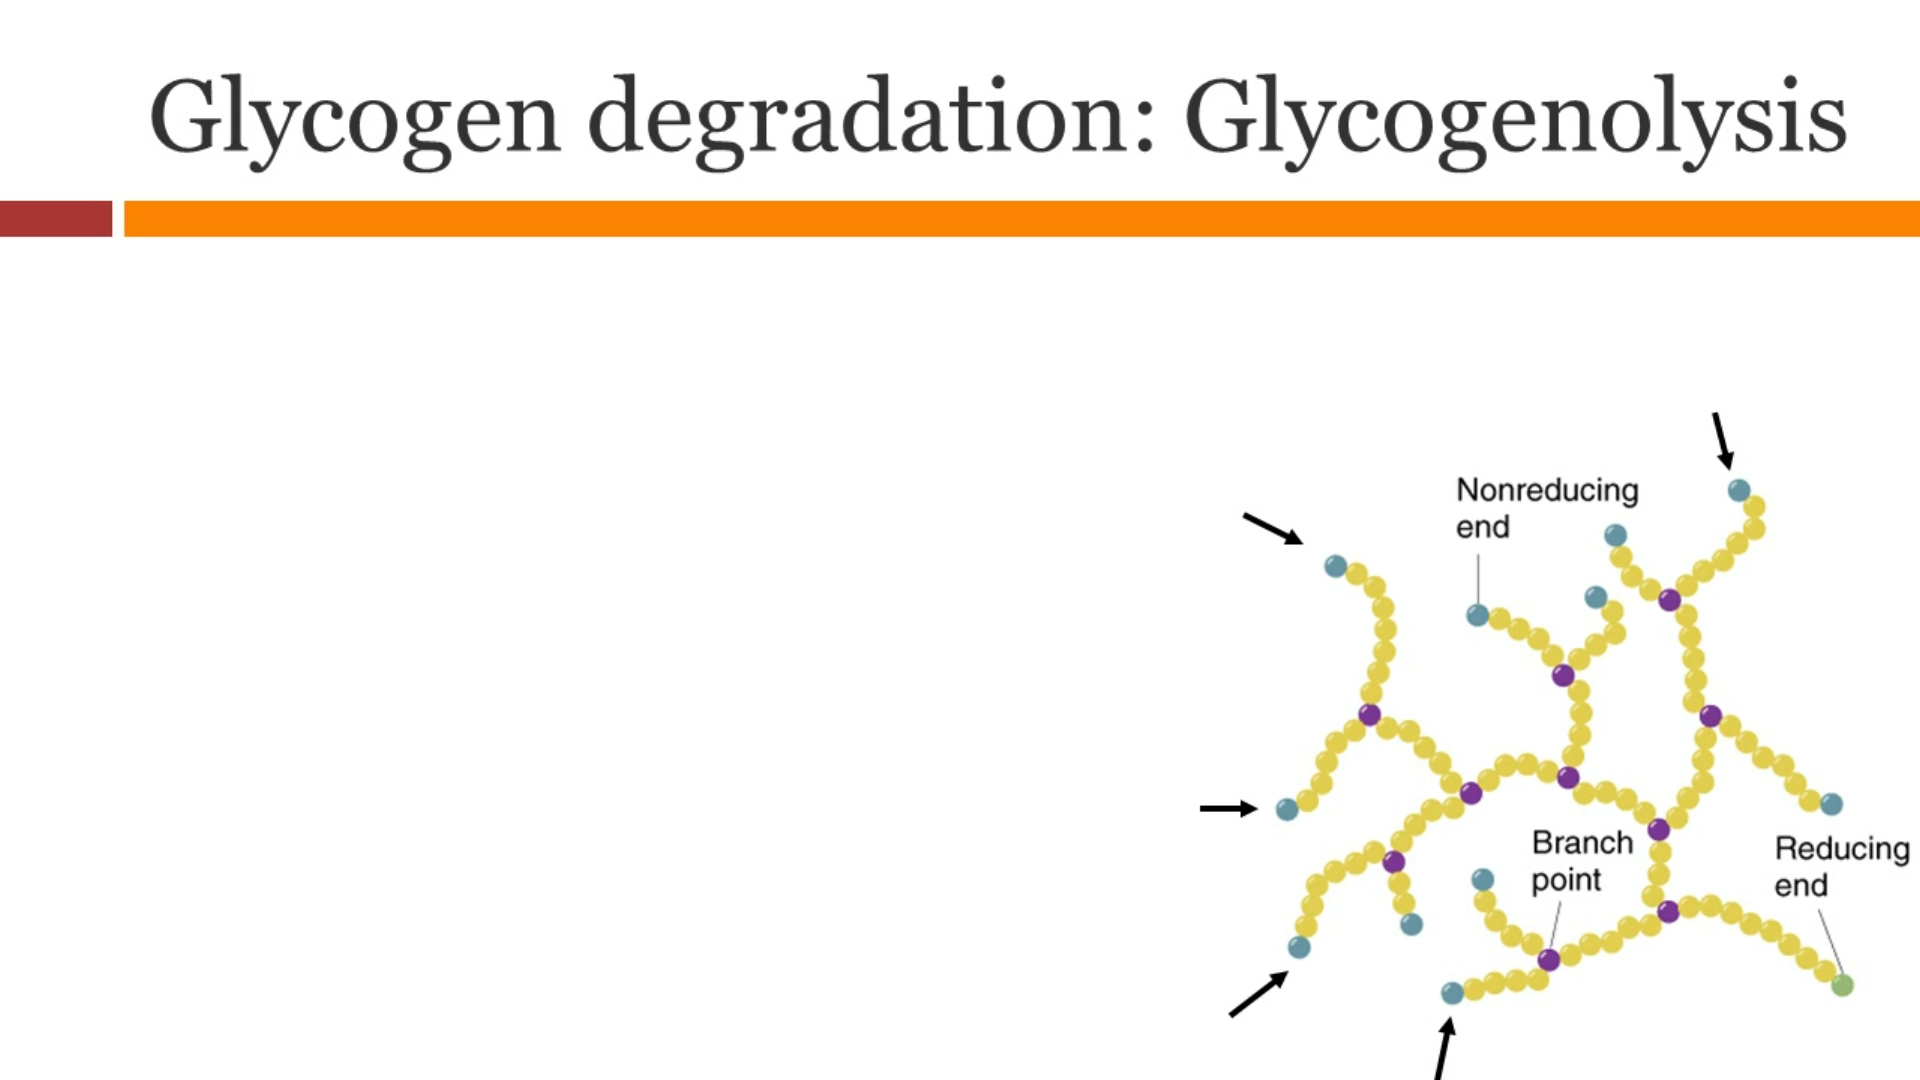 Glycogen degradation: Glycogenolysis
Nonreducing
end
Branch
point
Reducing
end